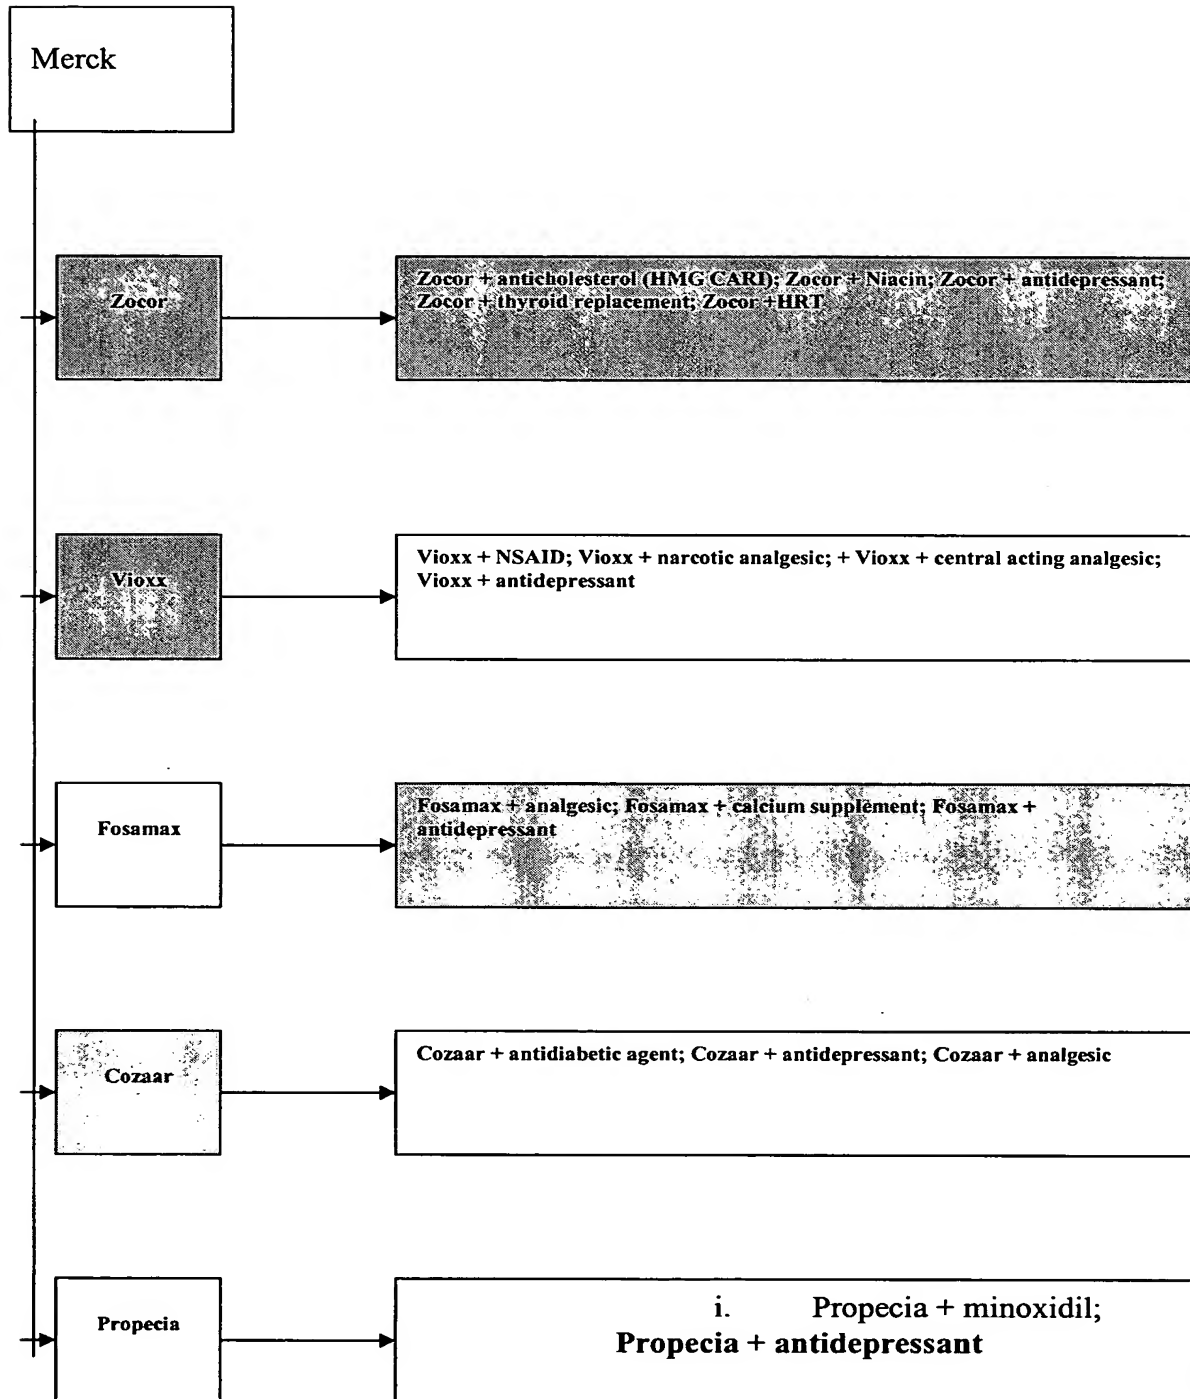 Merck
Zocor
Zocor + anticholesterol (HMG CARI); Zocor + Niacin; Zocor + antidepressant;
Zocor + thyroid replacement; Zocor +HRT
Vioxx
Vioxx + NSAID; Vioxx + narcotic analgesic; + Vioxx + central acting analgesic;
Vioxx + antidepressant
Fosamax
Fosamax + analgesic; Fosamax + calcium supplement; Fosamax +
antidepressant
Cozaar
Cozaar + antidiabetic agent; Cozaar + antidepressant; Cozaar + analgesic
Propecia
i. Propecia + minoxidil;
Propecia + antidepressant